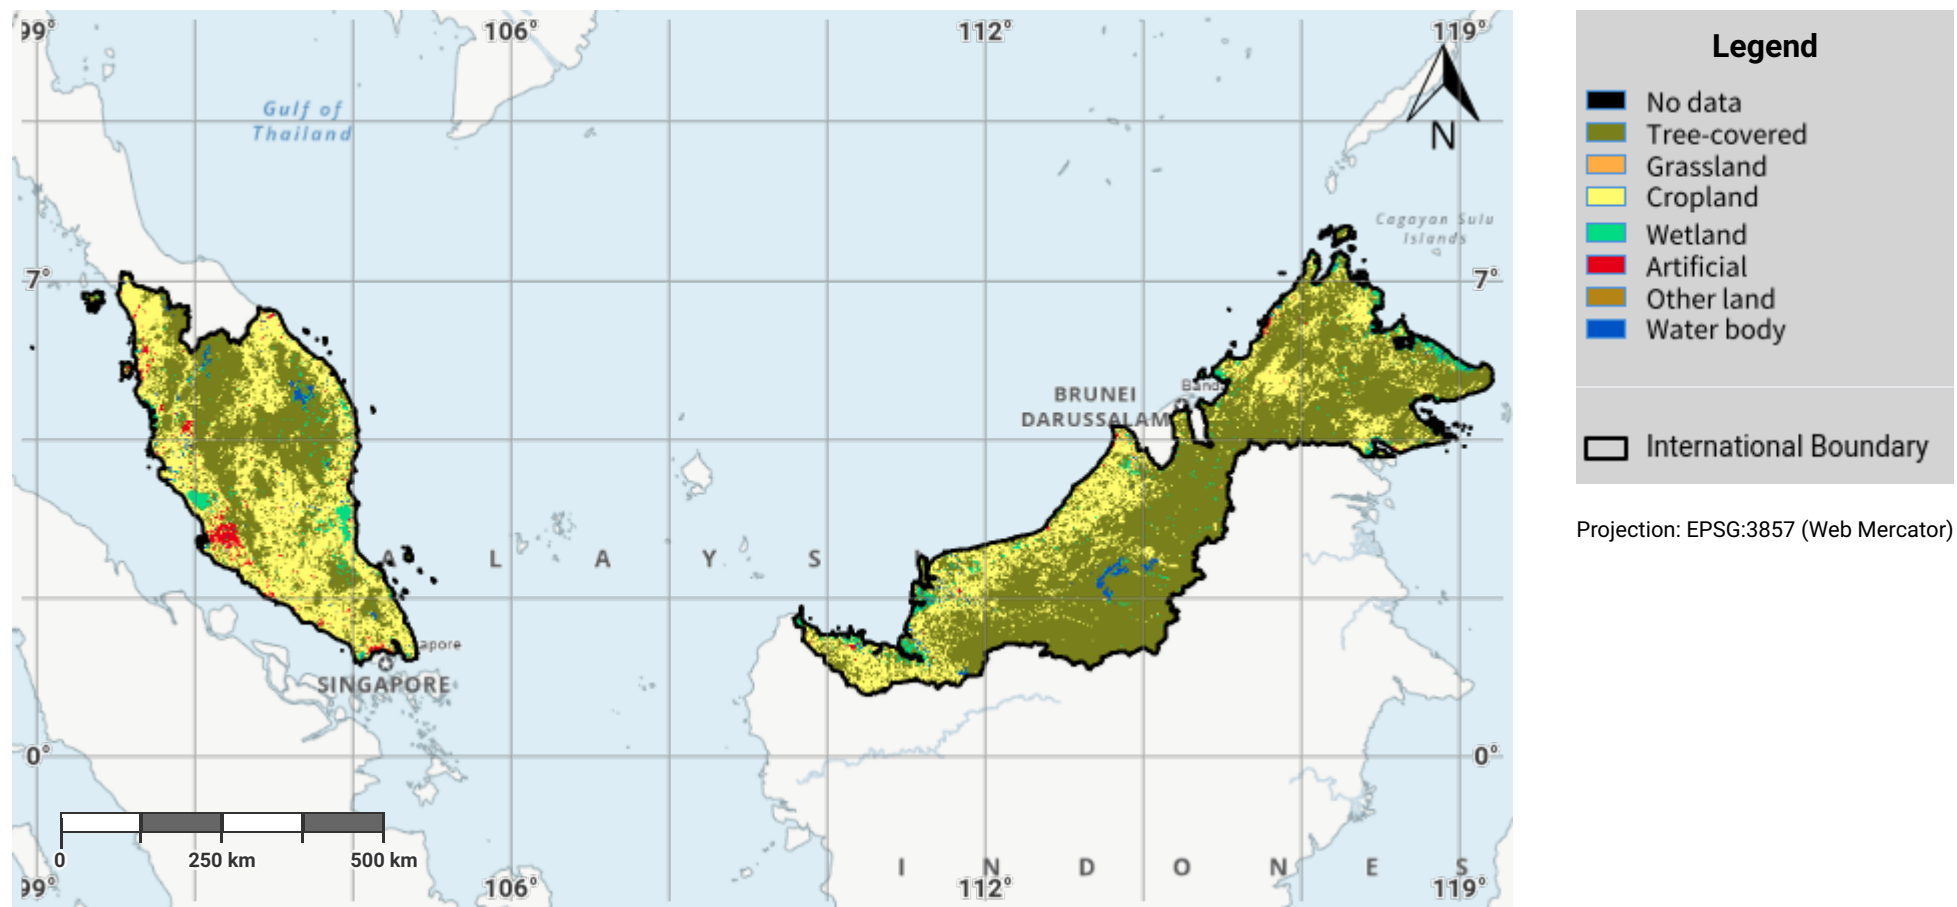 99° 106° 112° 119°
Gulf of
Thailand
N
Cagayan Sulu
Islands
7° 7°
BRUNEI
DARUSSALAM
Band
A L A Y S I
apore
SINGAPORE
0° 0°
0 250 km 500 km
I N D O N E S
99° 106° 112° 119°
Legend
No data
Tree-covered
Grassland
Cropland
Wetland
Artificial
Other land
Water body
International Boundary
Projection: EPSG:3857 (Web Mercator)